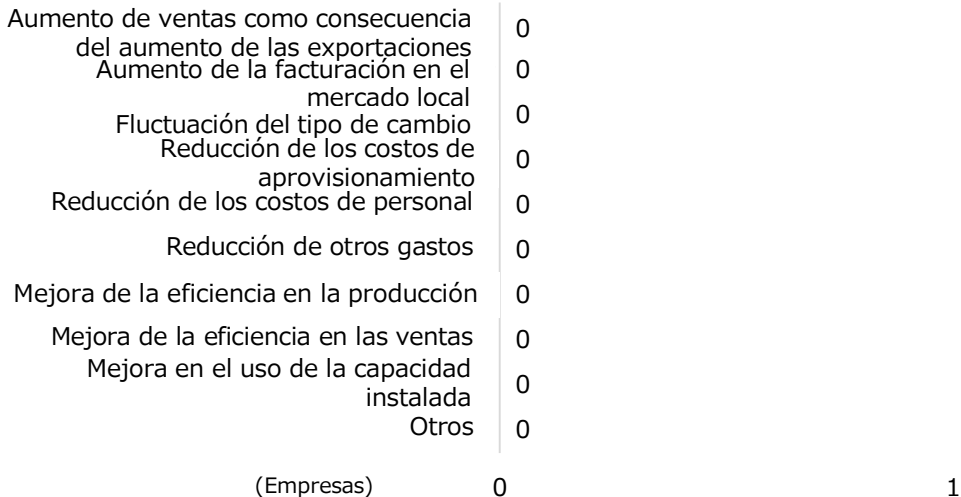 Aumento de ventas como consecuencia
del aumento de las exportaciones
0
Aumento de la facturación en el
mercado local
0
Fluctuación del tipo de cambio
0
Reducción de los costos de
aprovisionamiento
0
Reducción de los costos de personal
0
Reducción de otros gastos
0
Mejora de la eficiencia en la producción
0
Mejora de la eficiencia en las ventas
0
Mejora en el uso de la capacidad
instalada
0
Otros
0
(Empresas)
0
1